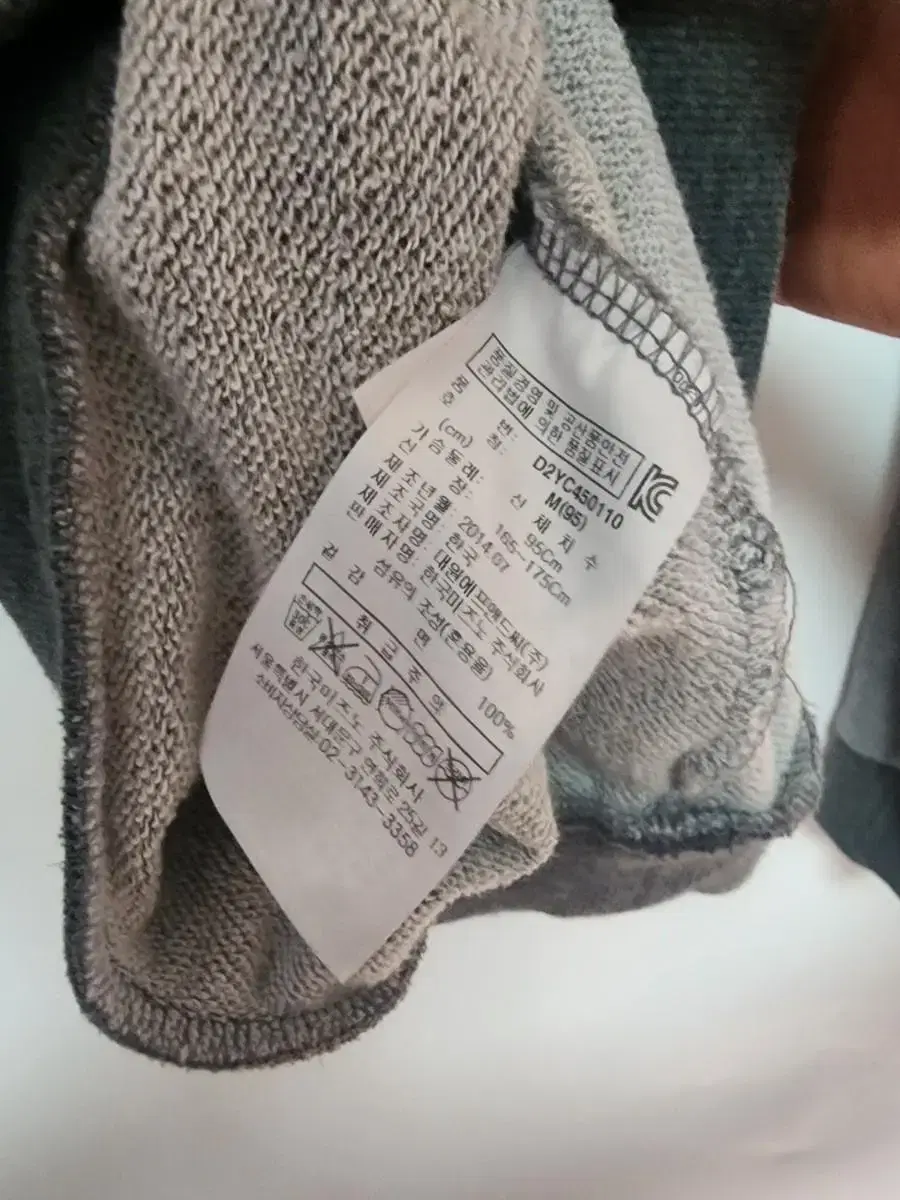 품질경영 및 공산품안전
관리법에 의한 품질표시
품 번: D2YC450110
호 칭: M(95)
(cm) 신 체 치 수
가슴둘레: 95Cm
신 장: 165~175Cm
제조년월: 2014.07
제조국명: 한국
제조자명: 대원에프앤드씨(주)
판매자명: 한국미즈노 주식회사
섬유의 조성(혼용율)
겉 감 면 100%
취 급 주 의
한국미즈노 주식회사
서울특별시 서대문구 연희로25길 13
소비자상담실 02-3143-3358